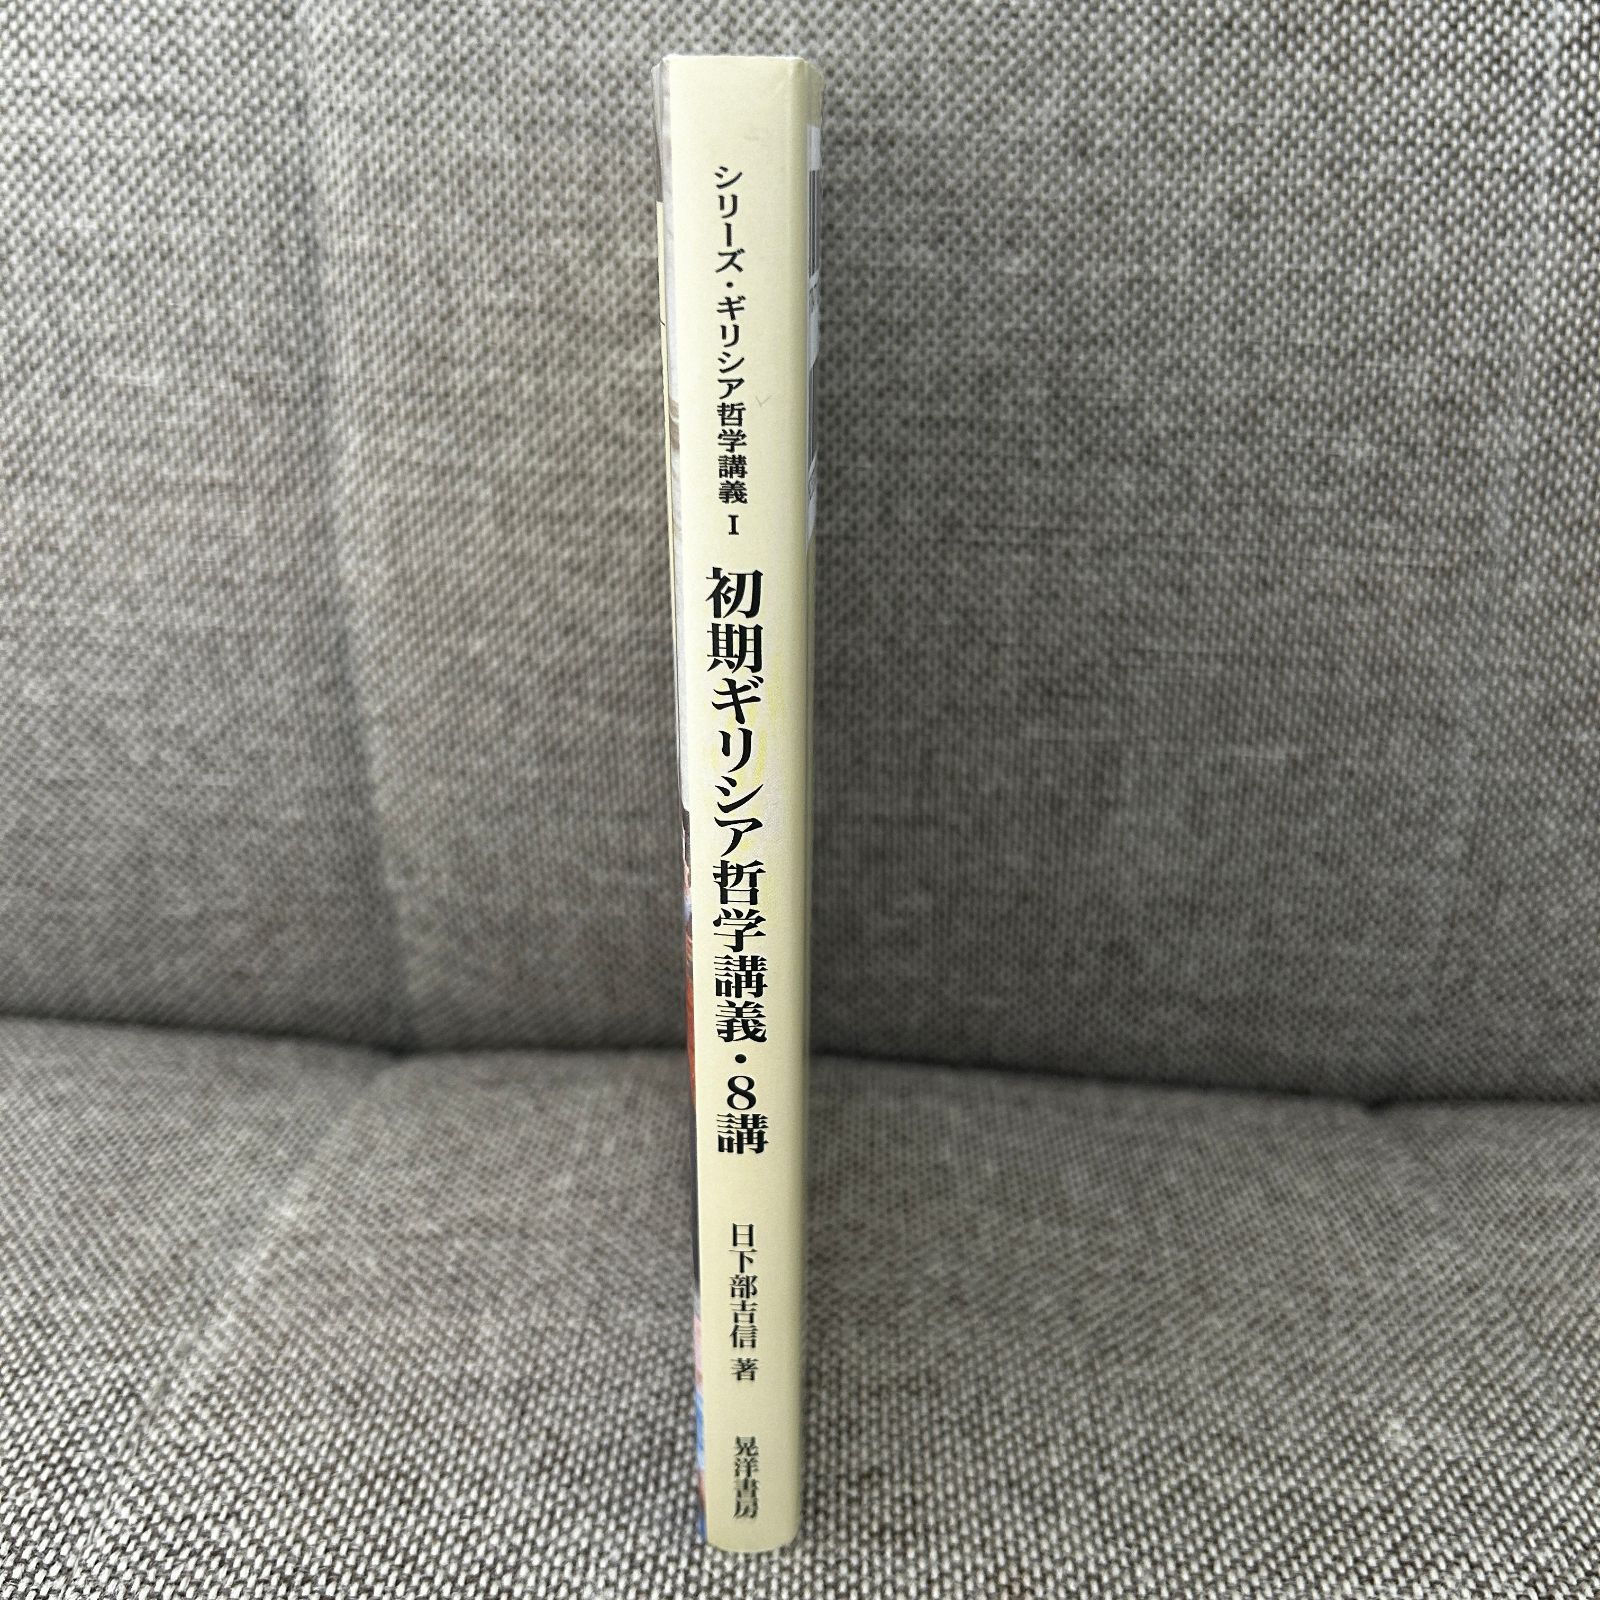 シリーズ・ギリシア哲学講義 I
初期ギリシア哲学講義・8講
日下部吉信 著
晃洋書房